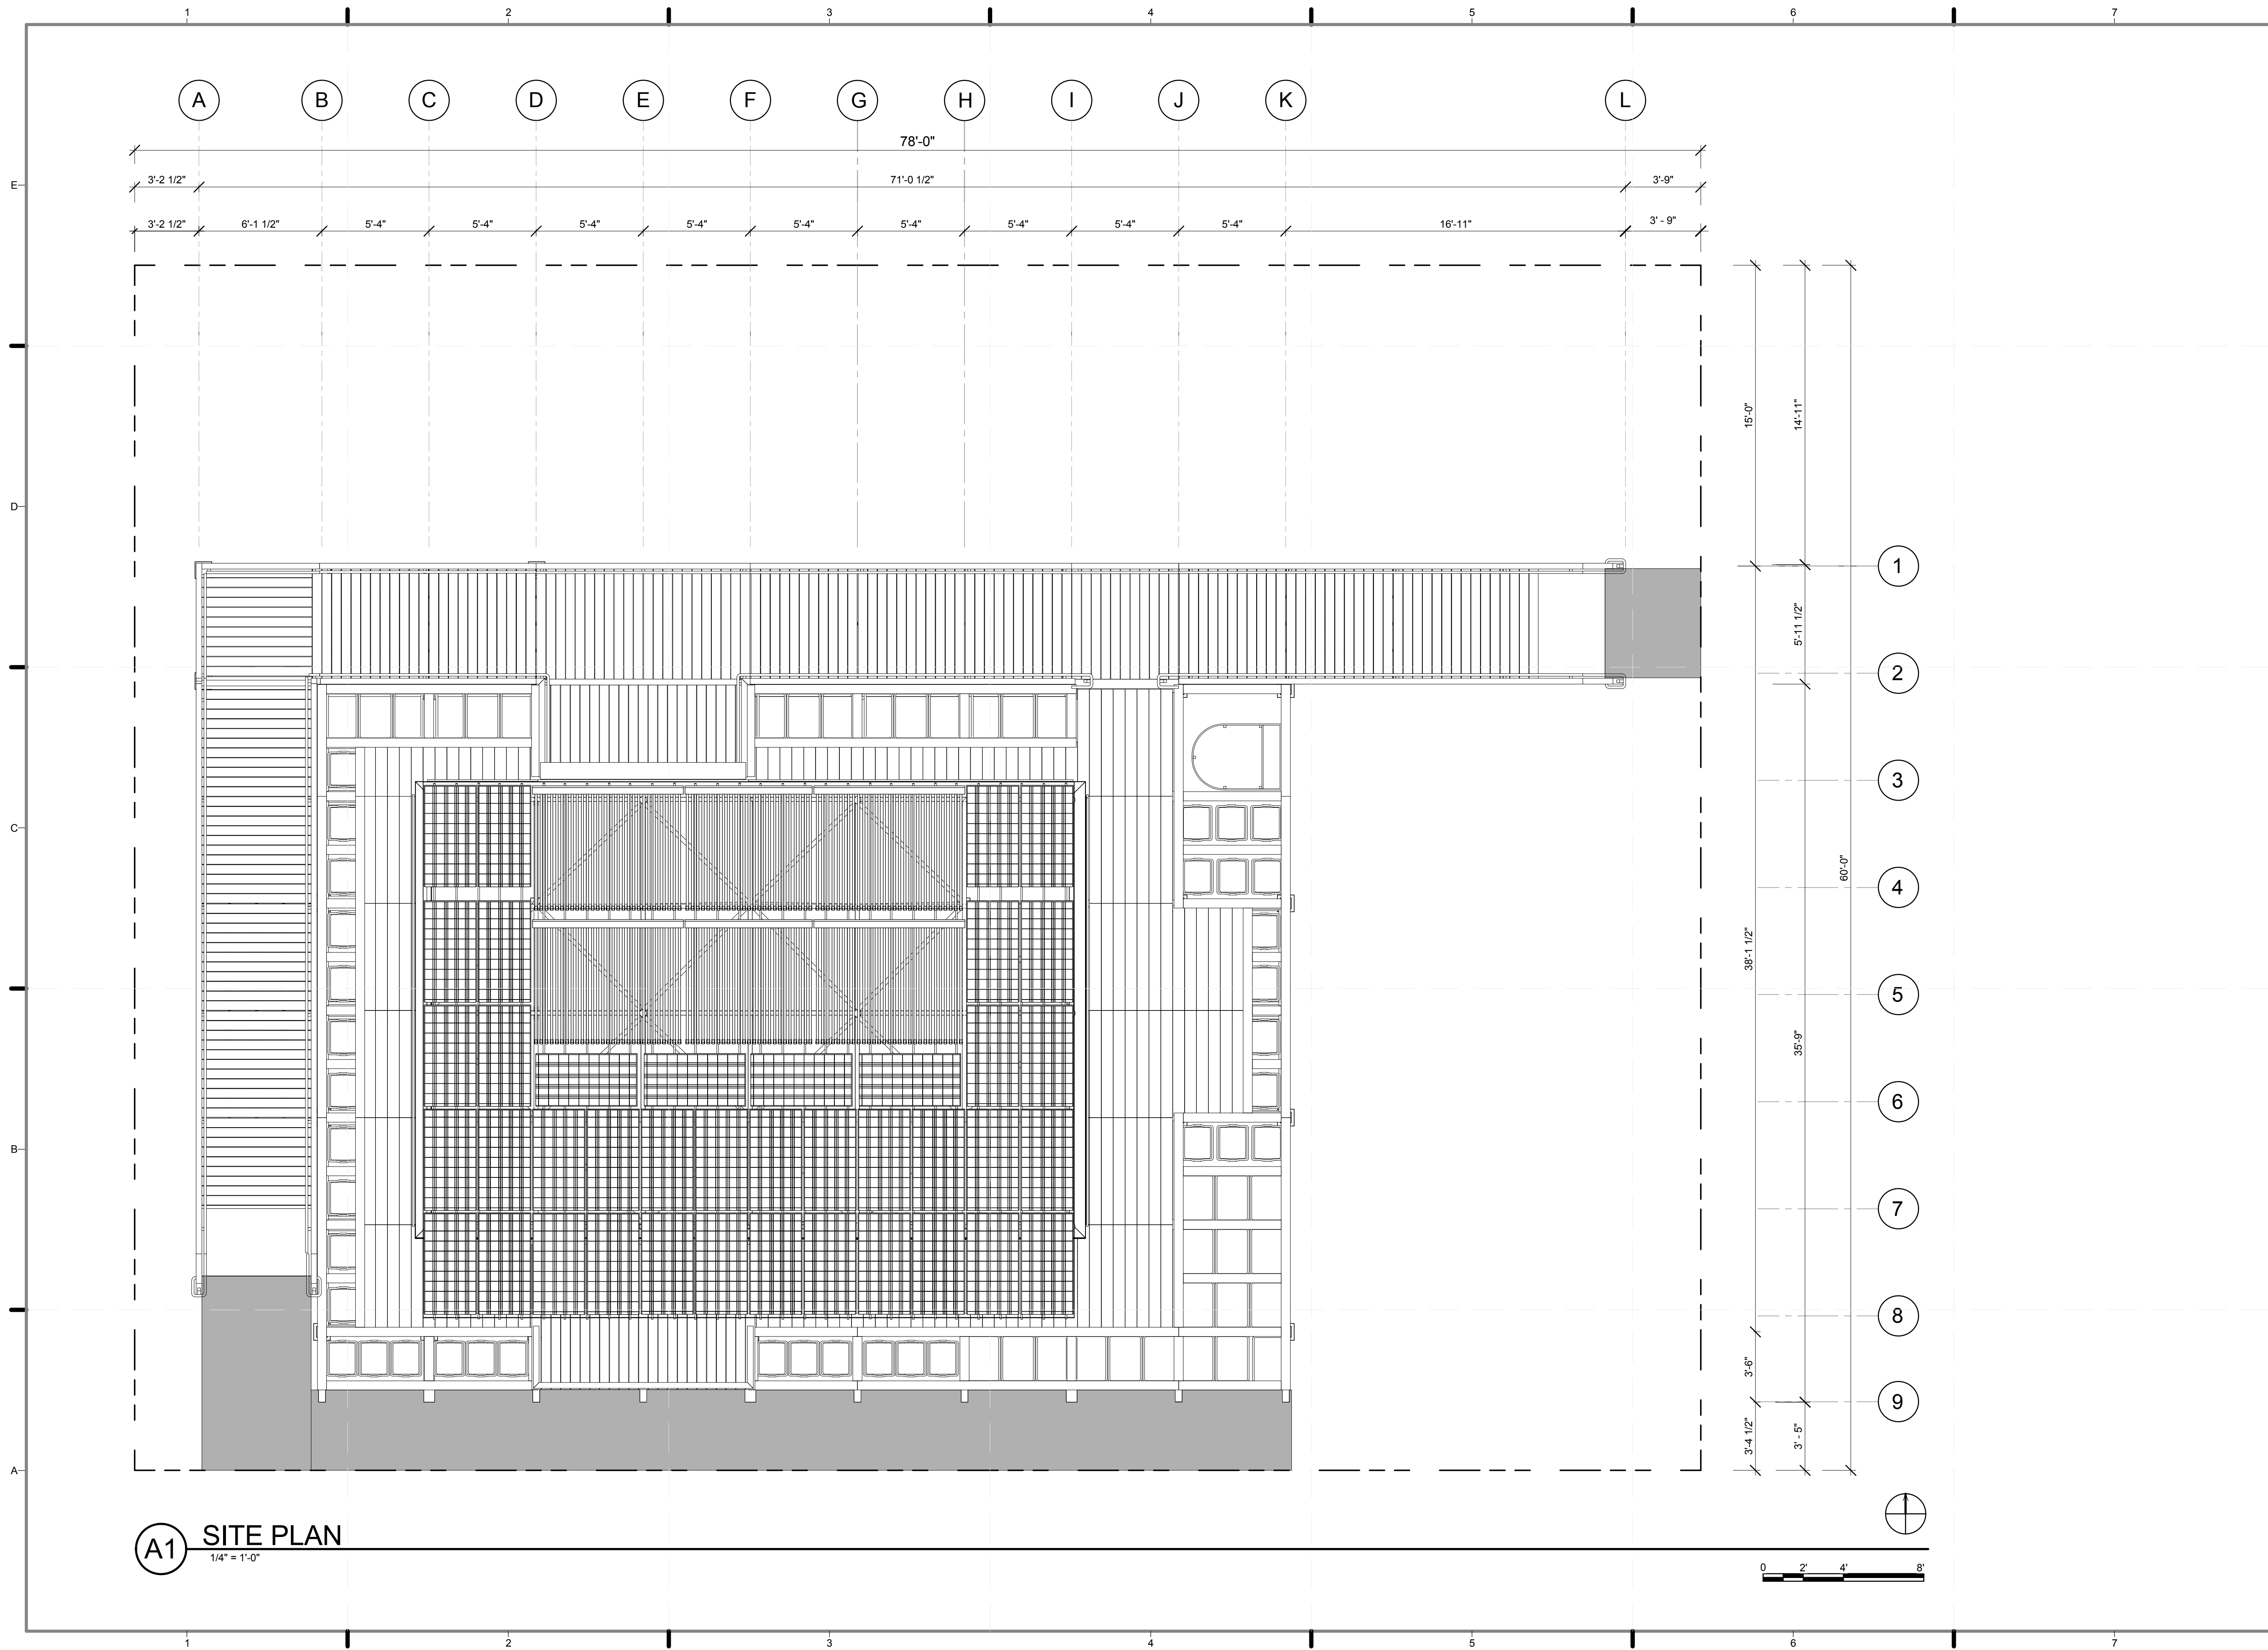 1 2 3 4 5 6 7
A B C D E F G H I J K L
78'-0"
E
3'-2 1/2" 71'-0 1/2" 3'-9"
3'-2 1/2" 6'-1 1/2" 5'-4" 5'-4" 5'-4" 5'-4" 5'-4" 5'-4" 5'-4" 5'-4" 5'-4" 16'-11" 3' - 9"
15'-0" 14'-11"
D
1
5'-11 1/2"
2
3
C
60'-0"
4
38'-1 1/2"
5
35'-9"
6
B
7
8
3'-6"
9
3'-4 1/2" 3' - 5"
A
A1 SITE PLAN
1/4" = 1'-0"
0 2' 4' 8'
1 2 3 4 5 6 7